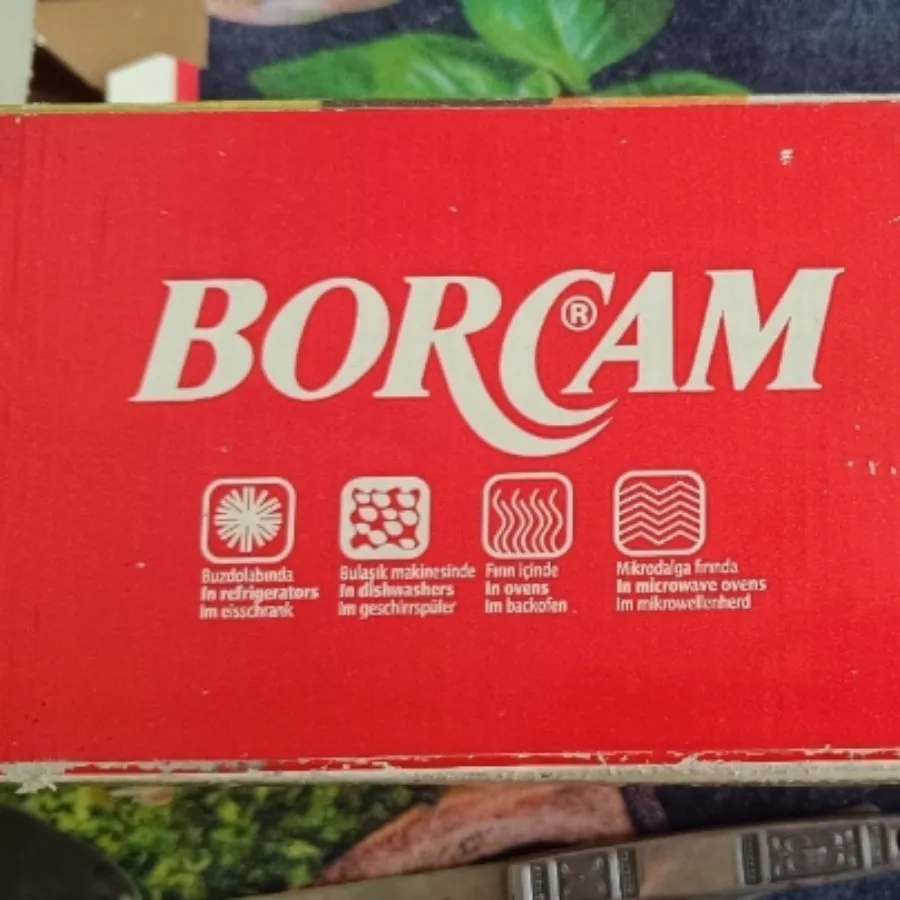 BORCAM®
Buzdolabında
In refrigerators
Im eisschrank
Bulaşık makinesinde
In dishwashers
Im geschirrspüler
Fırın içinde
In ovens
Im backofen
Mikrodalga fırında
In microwave ovens
Im mikrowellenherd